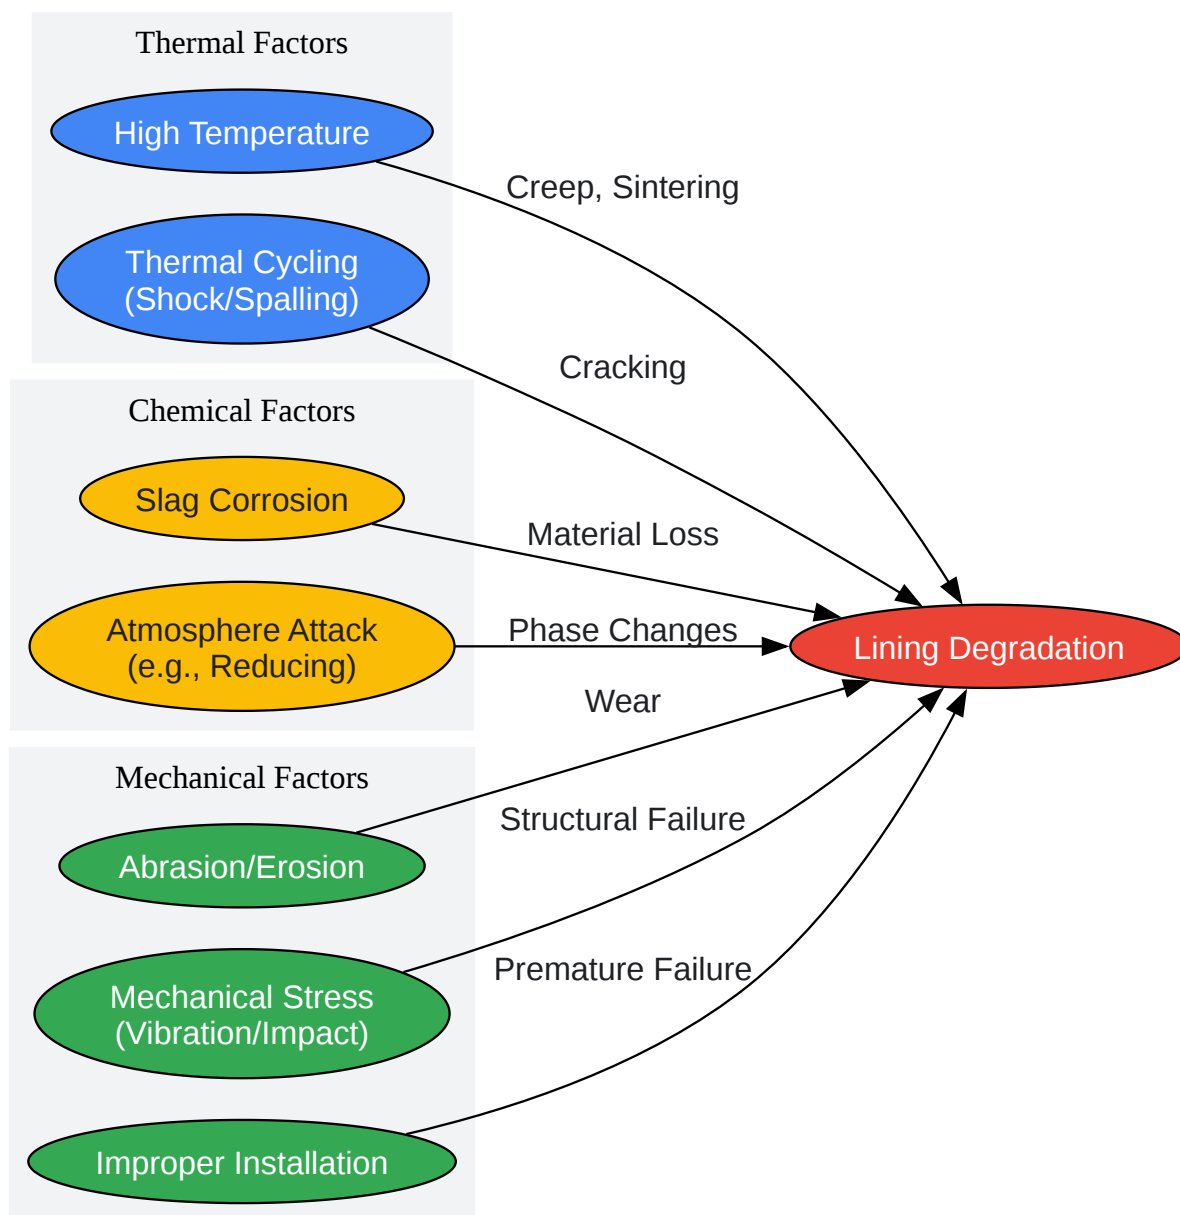 Thermal Factors
High Temperature
Creep, Sintering
Thermal Cycling
(Shock/Spalling)
Cracking
Chemical Factors
Slag Corrosion
Material Loss
Atmosphere Attack
(e.g., Reducing)
Phase Changes
Lining Degradation
Wear
Mechanical Factors
Abrasion/Erosion
Structural Failure
Mechanical Stress
(Vibration/Impact)
Premature Failure
Improper Installation